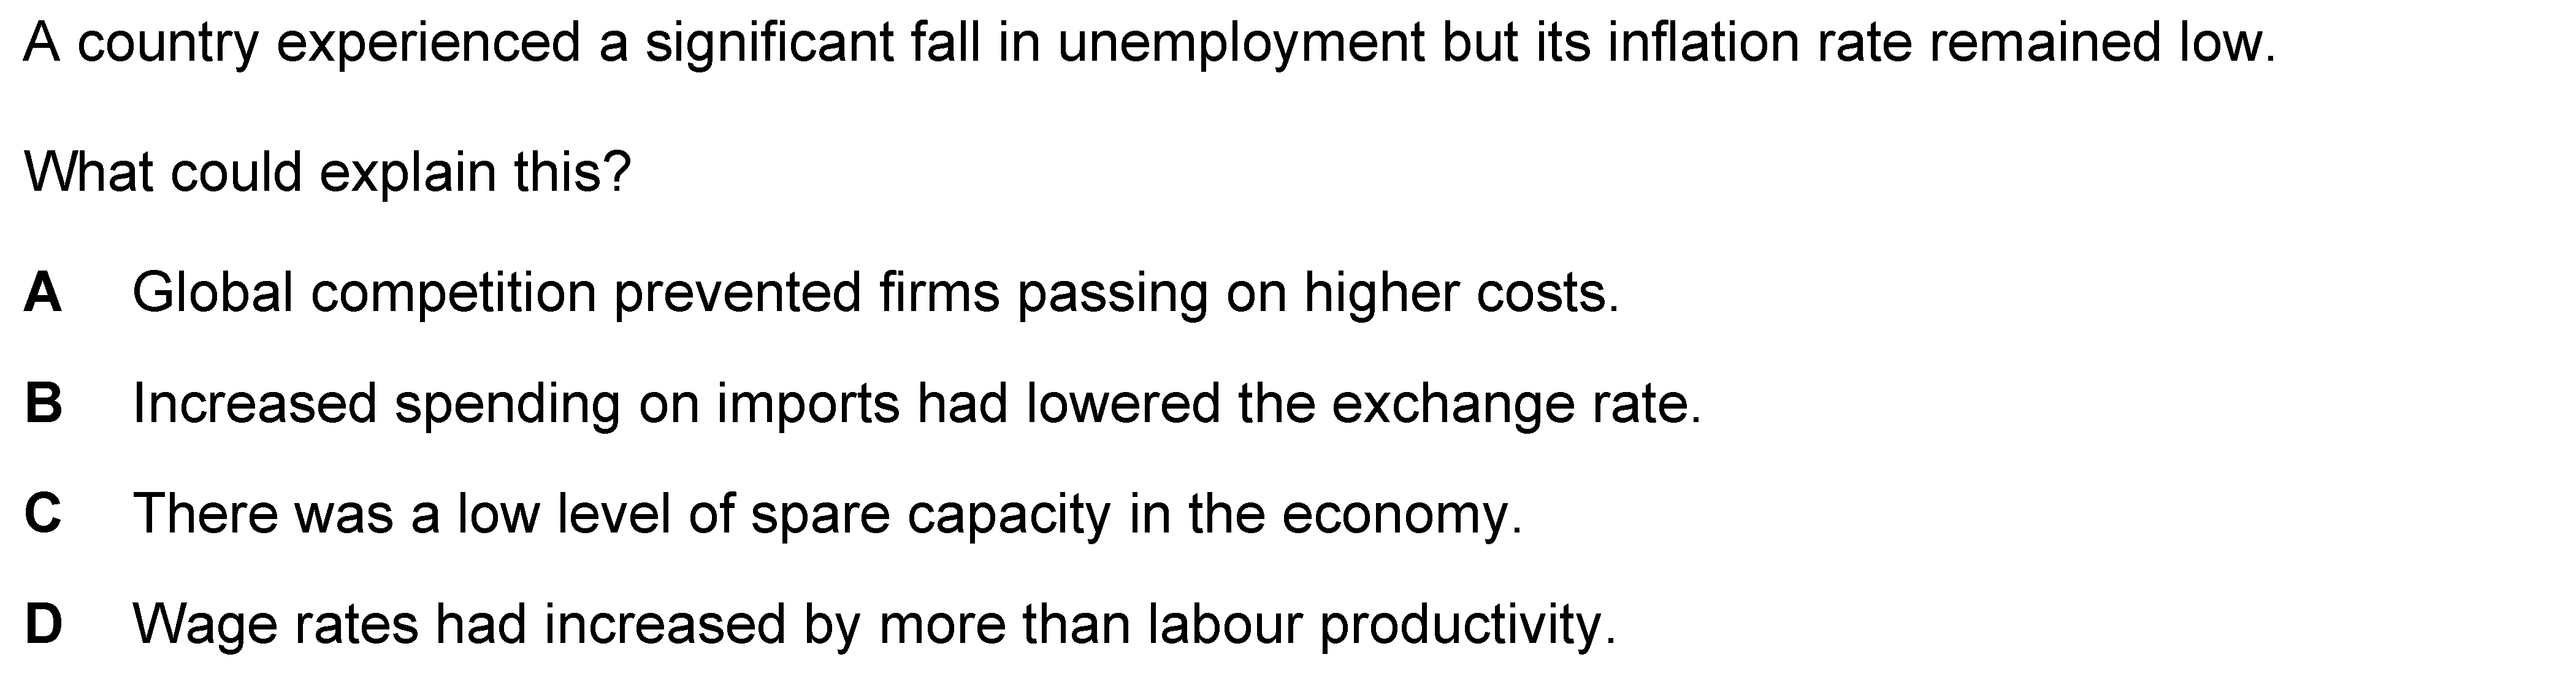 A country experienced a significant fall in unemployment but its inflation rate remained low.
What could explain this?
A Global competition prevented firms passing on higher costs.
B Increased spending on imports had lowered the exchange rate.
C There was a low level of spare capacity in the economy.
D Wage rates had increased by more than labour productivity.